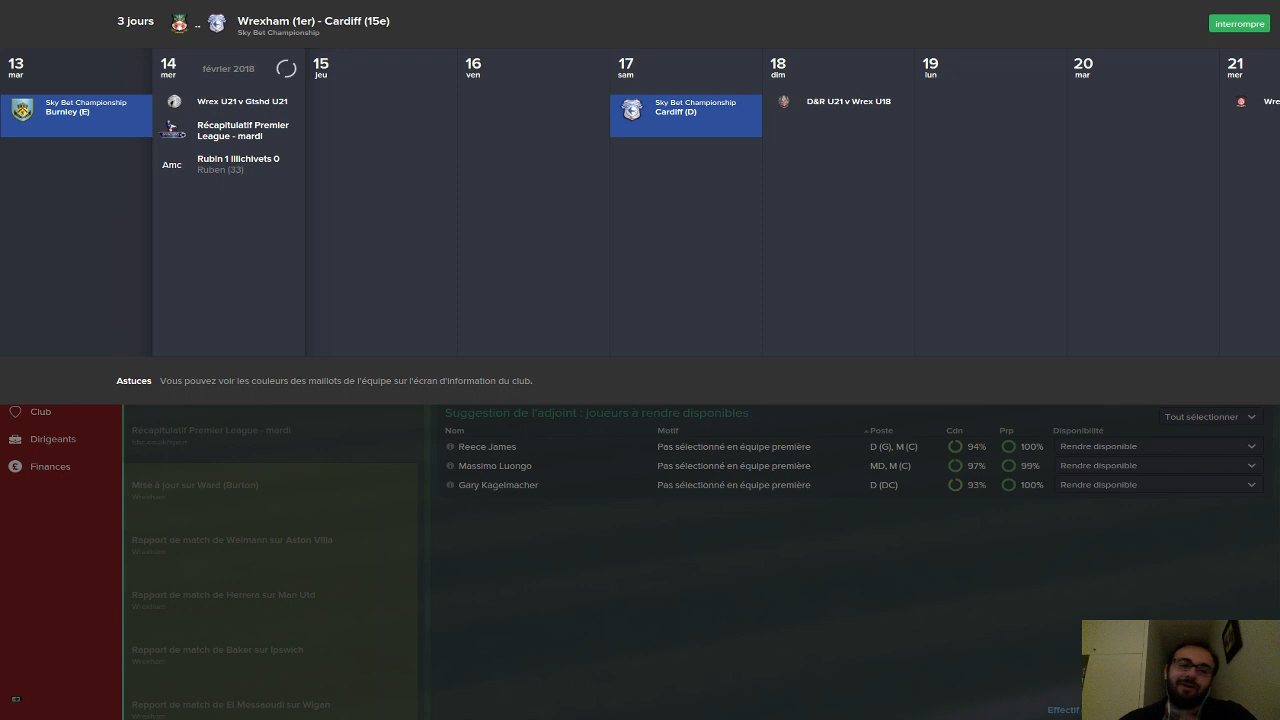 3 jours
..
Wrexham (1er) - Cardiff (15e)
Sky Bet Championship
interrompre
13
mar
14
mer
février 2018
15
jeu
16
ven
17
sam
18
dim
19
lun
20
mar
21
mer
Sky Bet Championship
Burnley (E)
Wrex U21 v Gtshd U21
Récapitulatif Premier
League - mardi
Amc
Rubin 1 Illichivets 0
Ruben (33)
Sky Bet Championship
Cardiff (D)
D&R U21 v Wrex U18
Wre
Astuces Vous pouvez voir les couleurs des maillots de l'équipe sur l'écran d'information du club.
Club
Dirigeants
Finances
Récapitulatif Premier League - mardi
Mise à jour sur Ward (Burton)
Wrexham
Rapport de match de Weimann sur Aston Villa
Wrexham
Rapport de match de Herrera sur Man Utd
Wrexham
Rapport de match de Baker sur Ipswich
Wrexham
Rapport de match de El Messaoudi sur Wigan
Wrexham
Suggestion de l'adjoint : joueurs à rendre disponibles
Tout sélectionner
Nom Motif Poste Cdn Prp Disponibilité
Reece James Pas sélectionné en équipe première D (G), M (C) 94% 100% Rendre disponible
Massimo Luongo Pas sélectionné en équipe première MD, M (C) 97% 99% Rendre disponible
Gary Kagelmacher Pas sélectionné en équipe première D (DC) 93% 100% Rendre disponible
Effectif